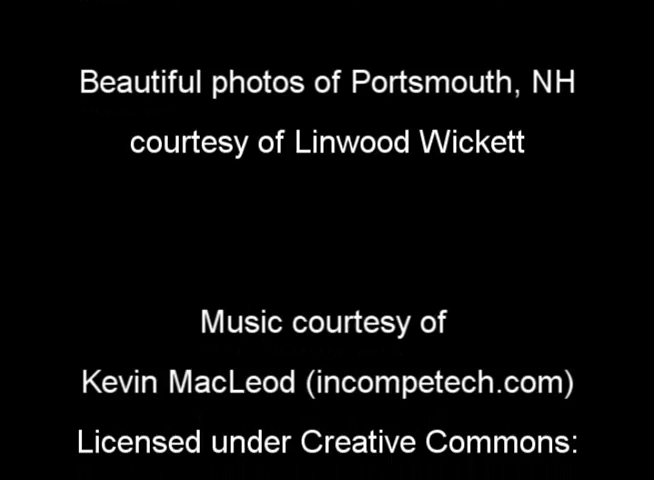 Beautiful photos of Portsmouth, NH
courtesy of Linwood Wickett
Music courtesy of
Kevin MacLeod (incompetech.com)
Licensed under Creative Commons: